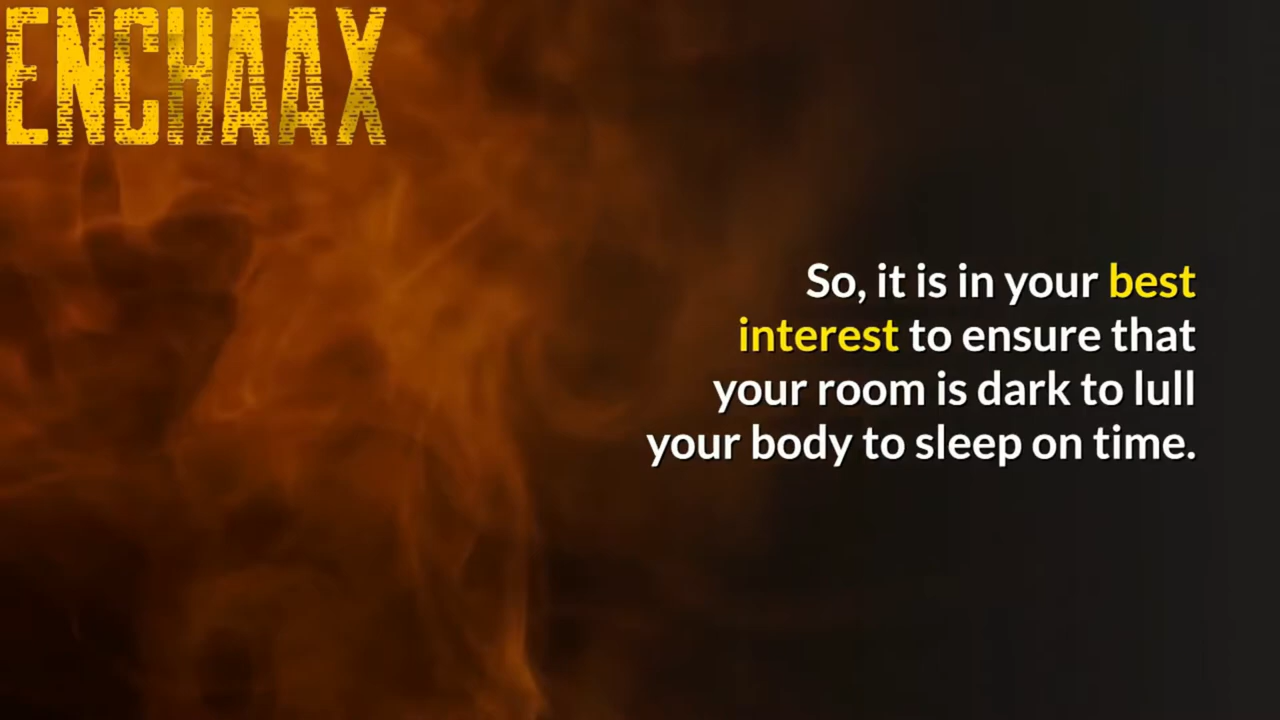 ENCHAAX
So, it is in your best
interest to ensure that
your room is dark to lull
your body to sleep on time.